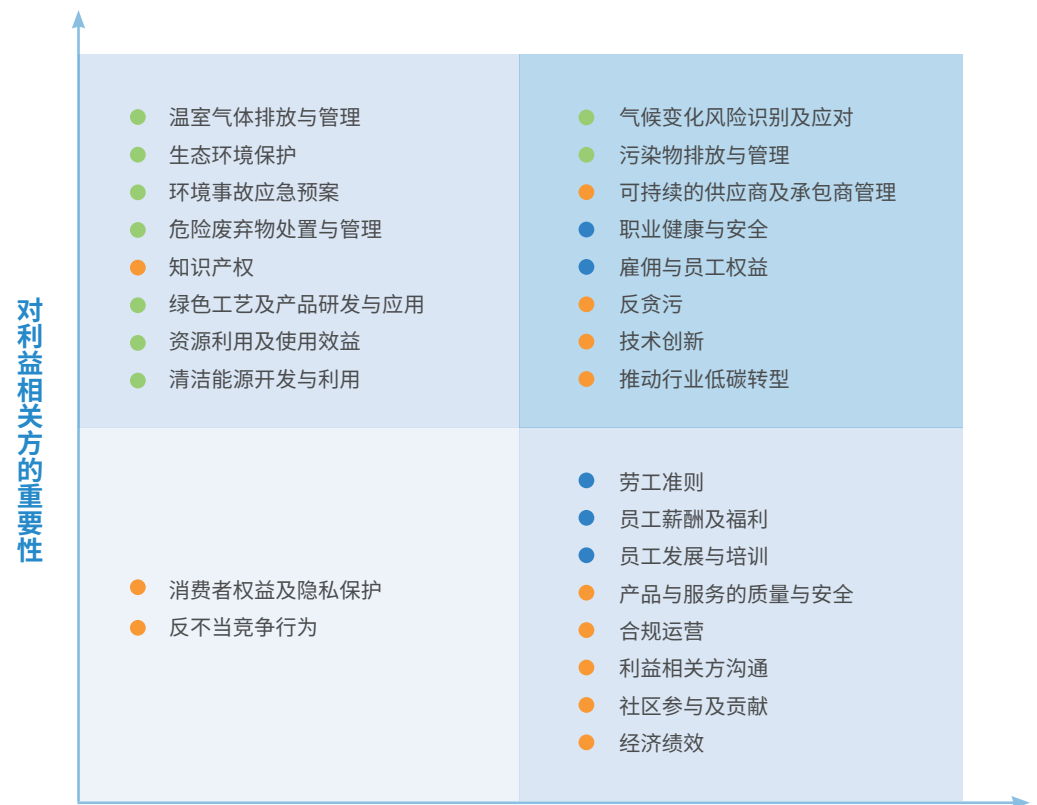 对利益相关方的重要性
温室气体排放与管理
生态环境保护
环境事故应急预案
危险废弃物处置与管理
知识产权
绿色工艺及产品研发与应用
资源利用及使用效益
清洁能源开发与利用
气候变化风险识别及应对
污染物排放与管理
可持续的供应商及承包商管理
职业健康与安全
雇佣与员工权益
反贪污
技术创新
推动行业低碳转型
消费者权益及隐私保护
反不当竞争行为
劳工准则
员工薪酬及福利
员工发展与培训
产品与服务的质量与安全
合规运营
利益相关方沟通
社区参与及贡献
经济绩效